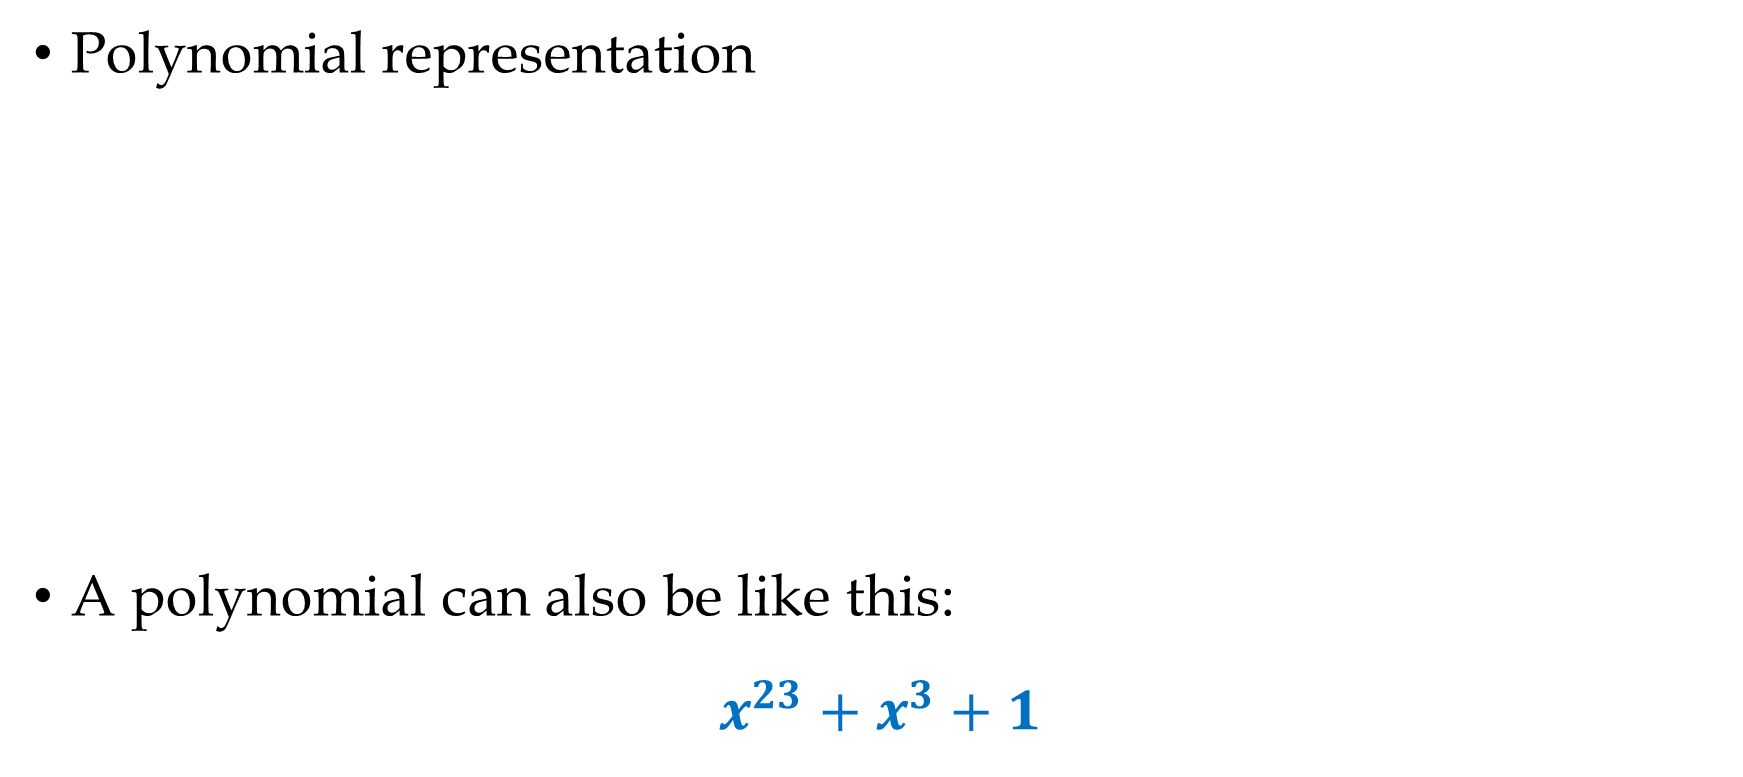 • Polynomial representation
• A polynomial can also be like this:
x²³ + x³ + 1